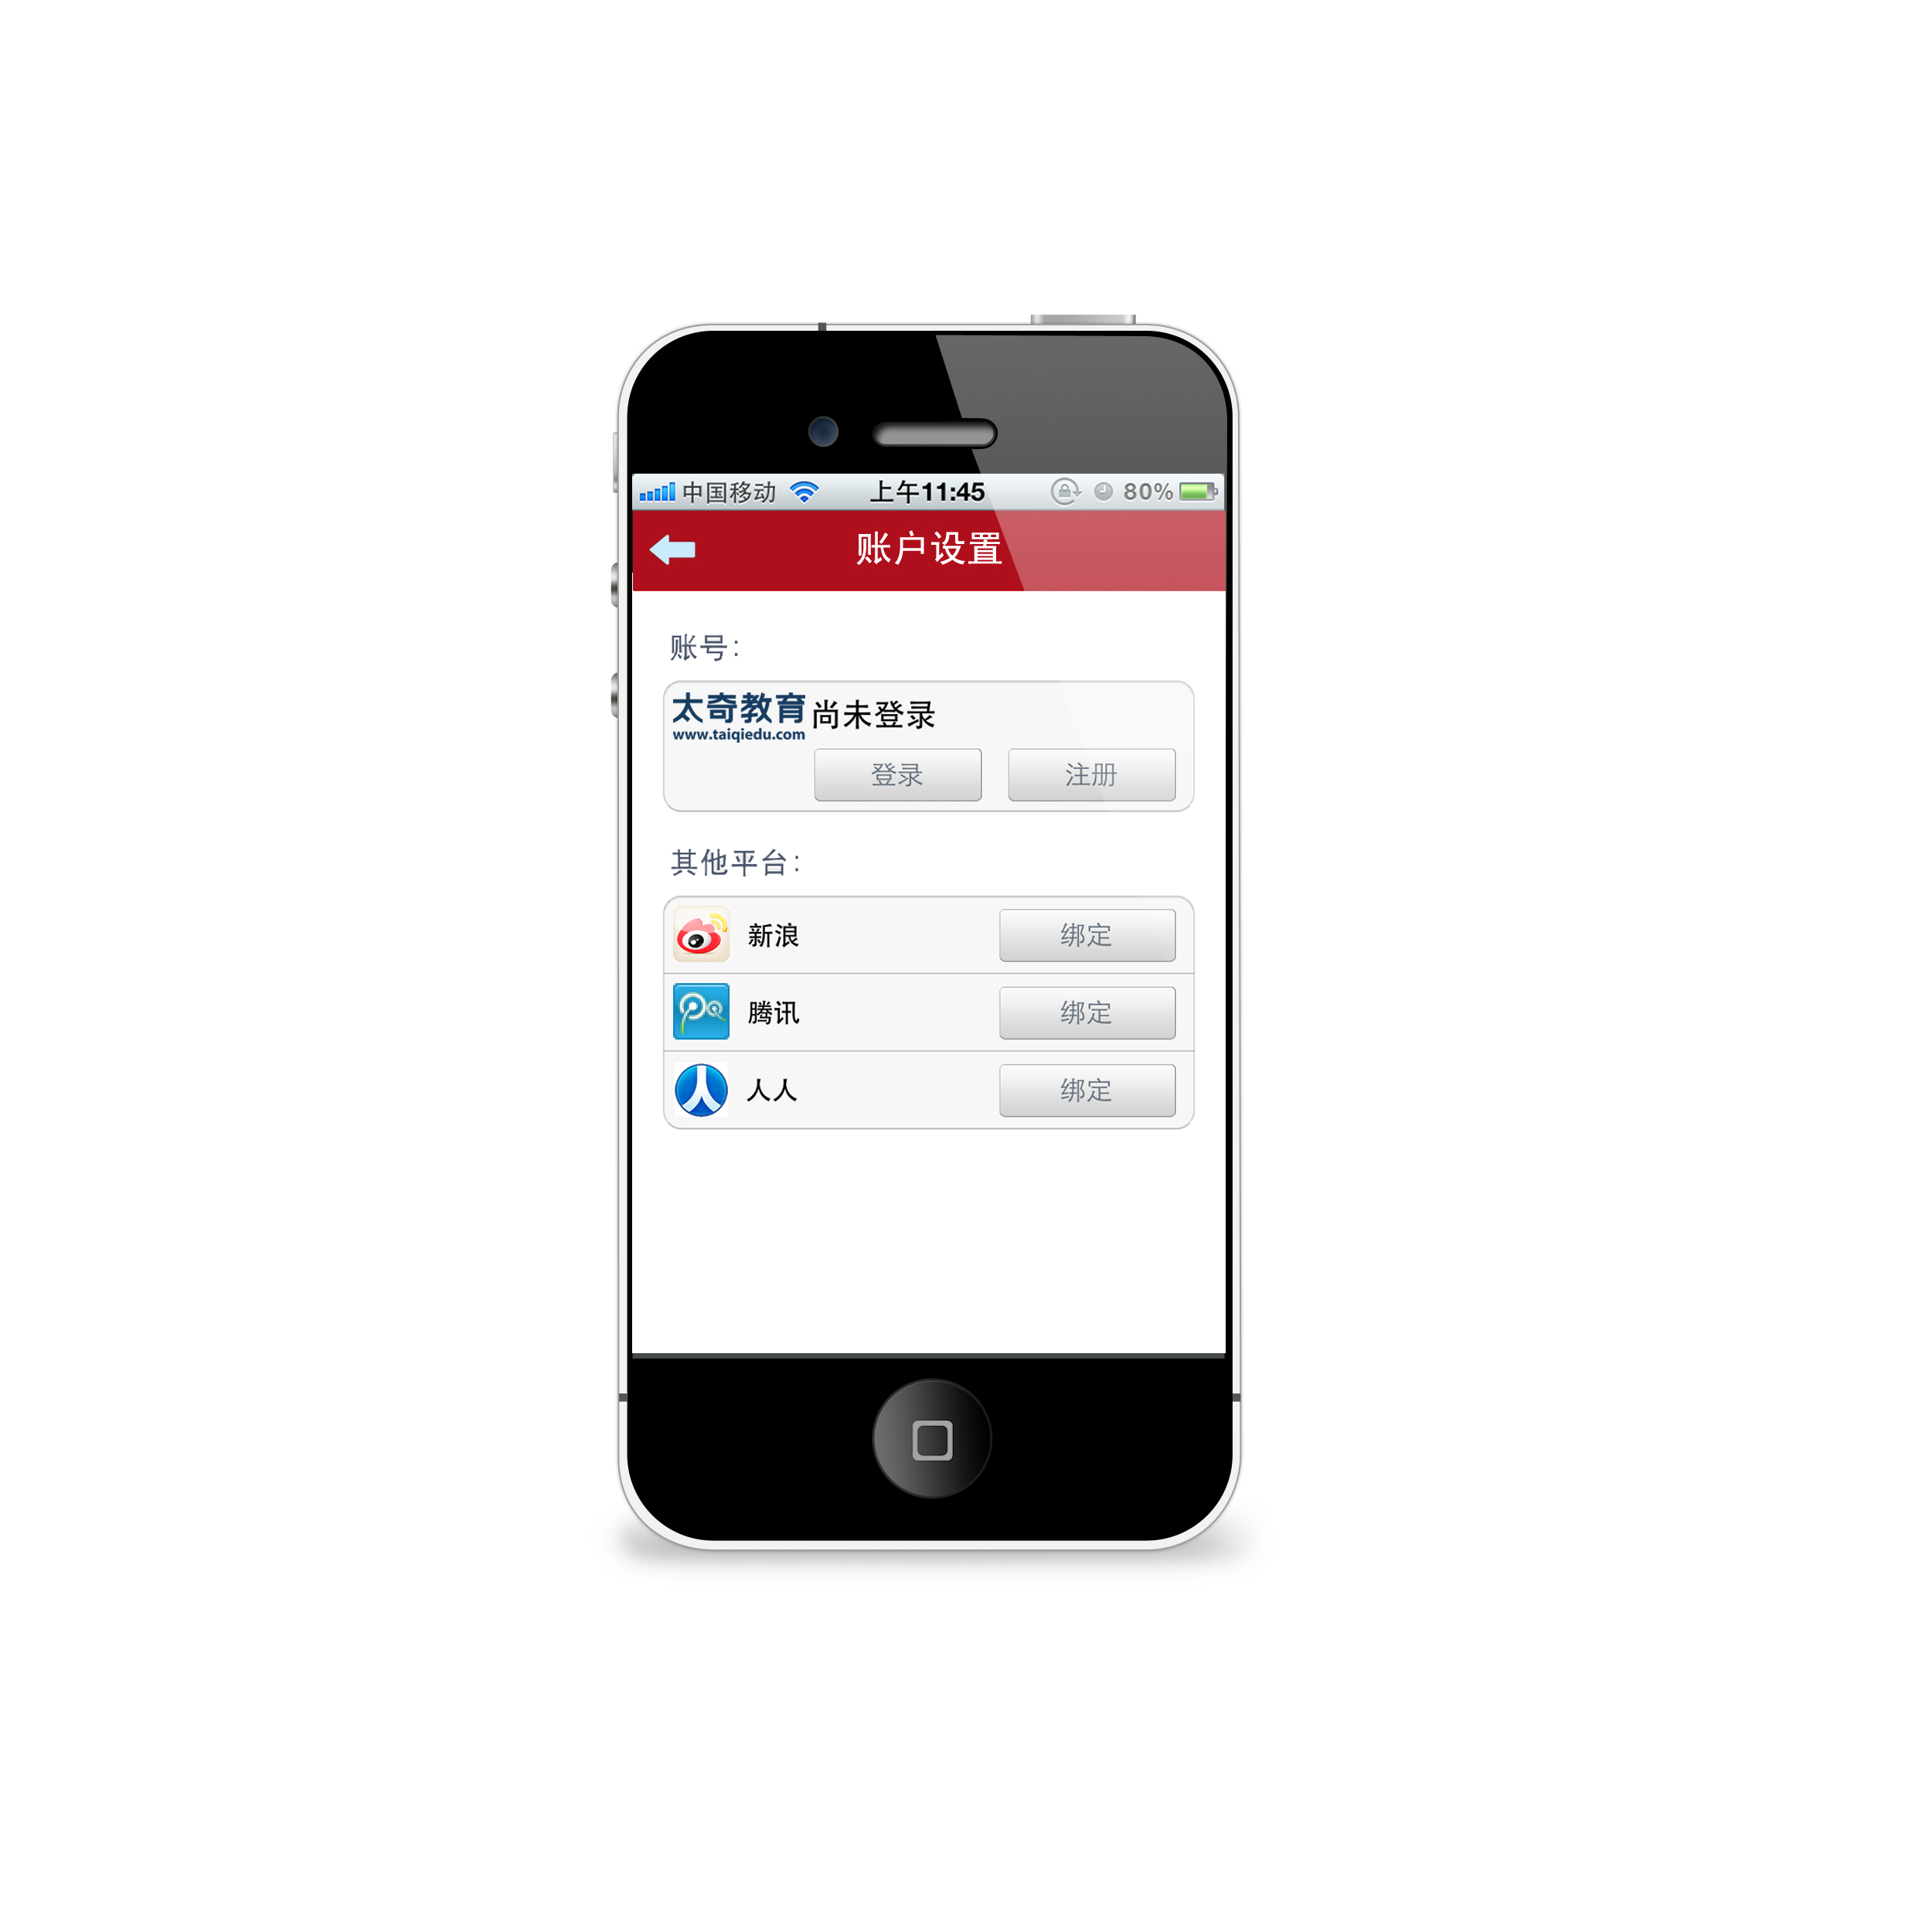 中国移动 上午11:45 80%
账户设置
账号:
太奇教育 尚未登录
www.taiqiedu.com
登录 注册
其他平台:
新浪 绑定
腾讯 绑定
人人 绑定